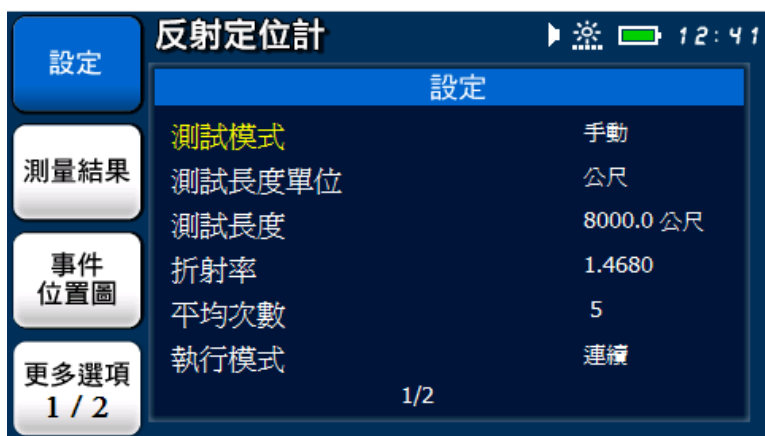 反射定位計 12:41
設定
設定
測試模式 手動
測試長度單位 公尺
測試長度 8000.0 公尺
折射率 1.4680
平均次數 5
執行模式 連續
1/2
測量結果
事件
位置圖
更多選項
1 / 2